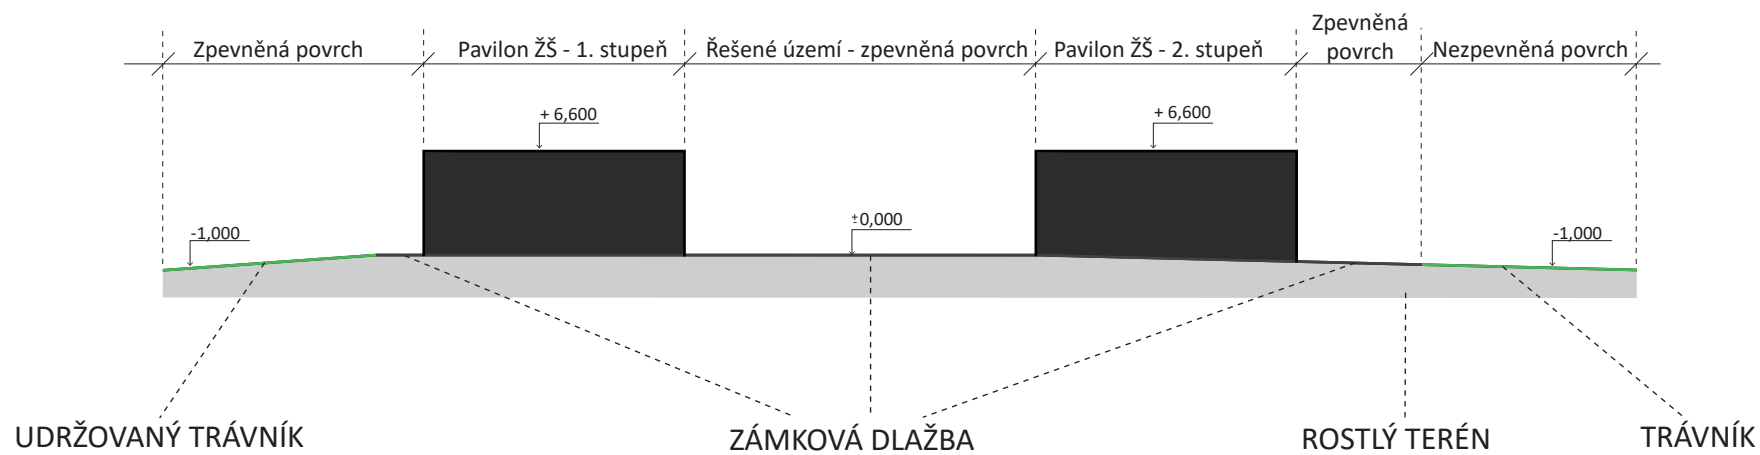 Zpevněná povrch
Pavilon ŽŠ - 1. stupeň
Řešené území - zpevněná povrch
Pavilon ŽŠ - 2. stupeň
Zpevněná
povrch
Nezpevněná povrch
+ 6,600
+ 6,600
-1,000
±0,000
-1,000
UDRŽOVANÝ TRÁVNÍK
ZÁMKOVÁ DLAŽBA
ROSTLÝ TERÉN
TRÁVNÍK